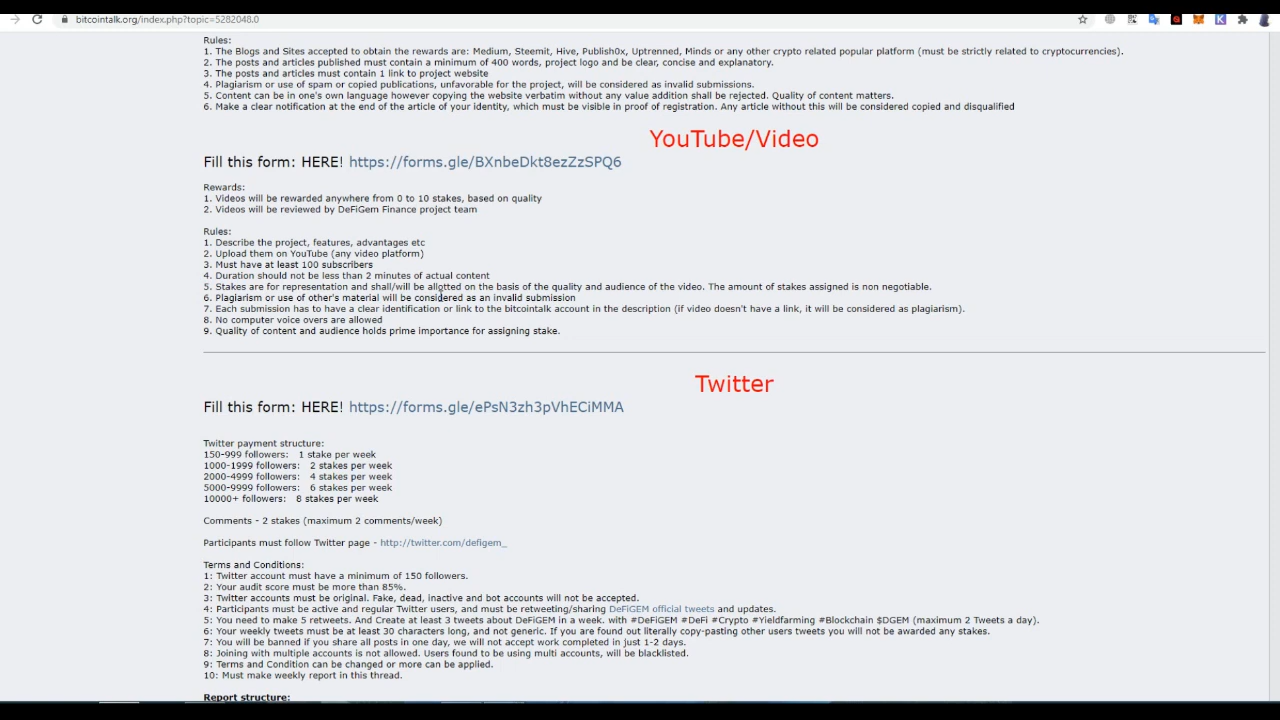 bitcointalk.org/index.php?topic=5282048.0
Rules:
1. The Blogs and Sites accepted to obtain the rewards are: Medium, Steemit, Hive, Publish0x, Uptrenned, Minds or any other crypto related popular platform (must be strictly related to cryptocurrencies).
2. The posts and articles published must contain a minimum of 400 words, project logo and be clear, concise and explanatory.
3. The posts and articles must contain 1 link to project website
4. Plagiarism or use of spam or copied publications, unfavorable for the project, will be considered as invalid submissions.
5. Content can be in one's own language however copying the website verbatim without any value addition shall be rejected. Quality of content matters.
6. Make a clear notification at the end of the article of your identity, which must be visible in proof of registration. Any article without this will be considered copied and disqualified
YouTube/Video
Fill this form: HERE! https://forms.gle/BXnbeDkt8ezZzSPQ6
Rewards:
1. Videos will be rewarded anywhere from 0 to 10 stakes, based on quality
2. Videos will be reviewed by DeFiGem Finance project team
Rules:
1. Describe the project, features, advantages etc
2. Upload them on YouTube (any video platform)
3. Must have at least 100 subscribers
4. Duration should not be less than 2 minutes of actual content
5. Stakes are for representation and shall/will be allotted on the basis of the quality and audience of the video. The amount of stakes assigned is non negotiable.
6. Plagiarism or use of other's material will be considered as an invalid submission
7. Each submission has to have a clear identification or link to the bitcointalk account in the description (if video doesn't have a link, it will be considered as plagiarism).
8. No computer voice overs are allowed
9. Quality of content and audience holds prime importance for assigning stake.
Twitter
Fill this form: HERE! https://forms.gle/ePsN3zh3pVhECiMMA
Twitter payment structure:
150-999 followers: 1 stake per week
1000-1999 followers: 2 stakes per week
2000-4999 followers: 4 stakes per week
5000-9999 followers: 6 stakes per week
10000+ followers: 8 stakes per week
Comments - 2 stakes (maximum 2 comments/week)
Participants must follow Twitter page - http://twitter.com/defigem_
Terms and Conditions:
1: Twitter account must have a minimum of 150 followers.
2: Your audit score must be more than 85%.
3: Twitter accounts must be original. Fake, dead, inactive and bot accounts will not be accepted.
4: Participants must be active and regular Twitter users, and must be retweeting/sharing DeFiGEM official tweets and updates.
5: You need to make 5 retweets. And Create at least 3 tweets about DeFiGEM in a week. with #DeFiGEM #DeFi #Crypto #Yieldfarming #Blockchain $DGEM (maximum 2 Tweets a day).
6: Your weekly tweets must be at least 30 characters long, and not generic. If you are found out literally copy-pasting other users tweets you will not be awarded any stakes.
7: You will be banned if you share all posts in one day, we will not accept work completed in just 1-2 days.
8: Joining with multiple accounts is not allowed. Users found to be using multi accounts, will be blacklisted.
9: Terms and Condition can be changed or more can be applied.
10: Must make weekly report in this thread.
Report structure: